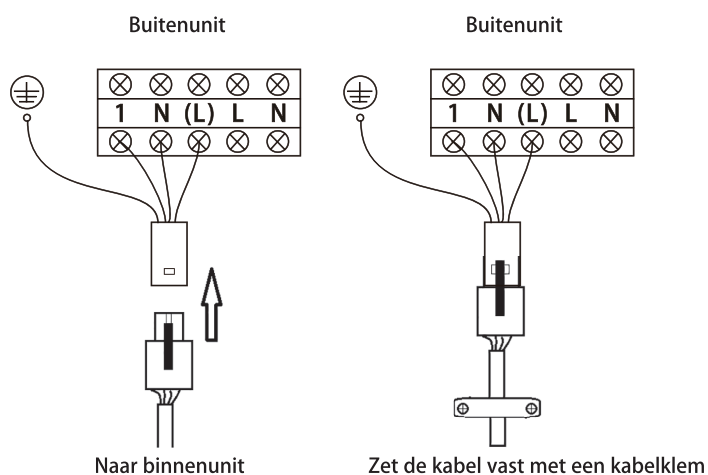 Buitenunit
1 N (L) L N
Naar binnenunit
Buitenunit
1 N (L) L N
Zet de kabel vast met een kabelklem